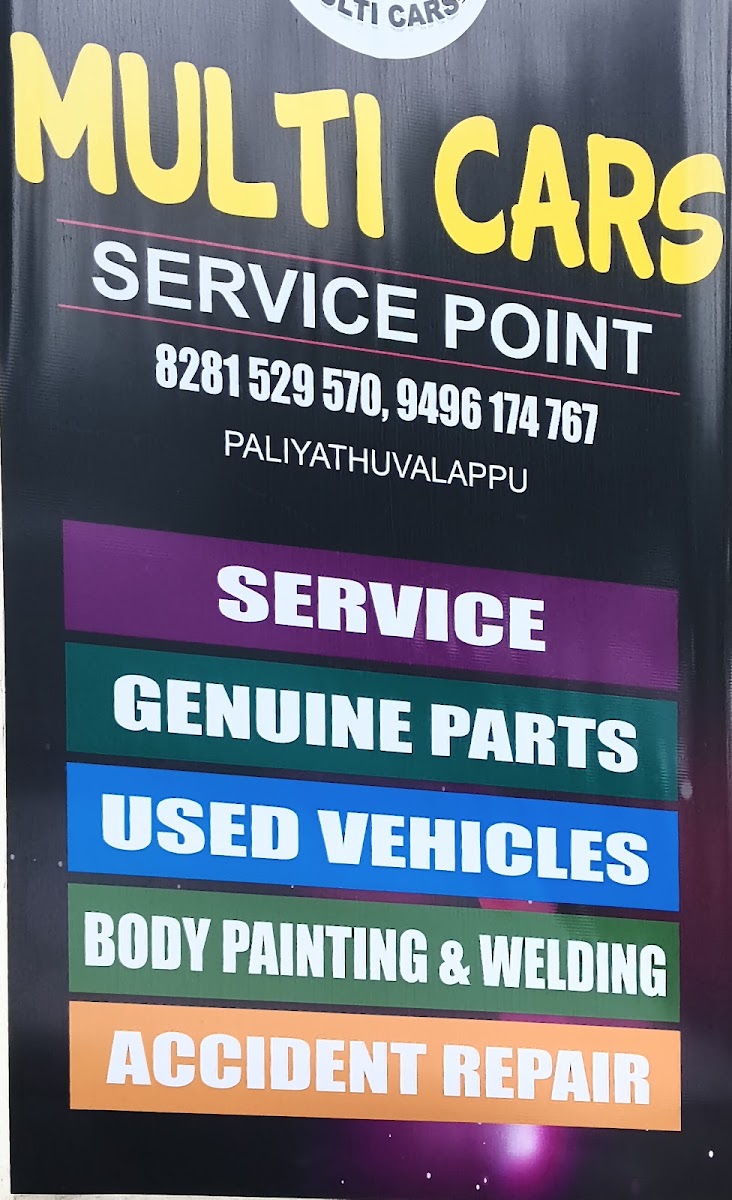 MULTI CARS
MULTI CARS
SERVICE POINT
8281 529 570, 9496 174 767
PALIYATHUVALAPPU
SERVICE
GENUINE PARTS
USED VEHICLES
BODY PAINTING & WELDING
ACCIDENT REPAIR